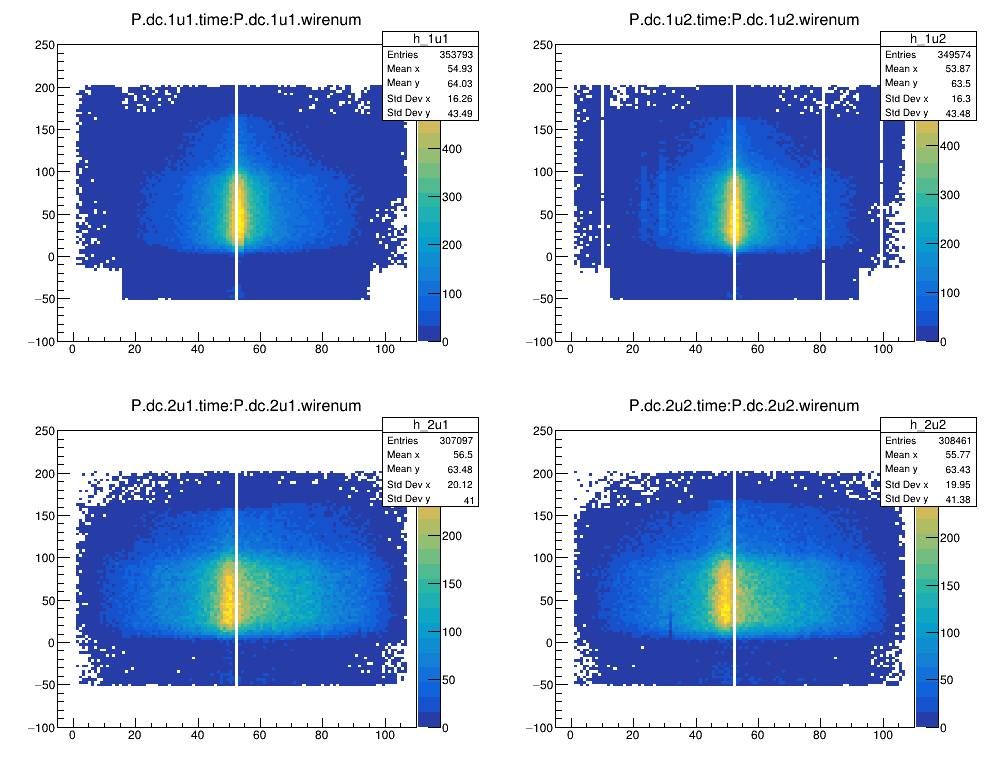 P.dc.1u1.time:P.dc.1u1.wirenum
h_1u1
Entries 353793
Mean x 54.93
Mean y 64.03
Std Dev x 16.26
Std Dev y 43.49
250
200
150
100
50
0
−50
−100
0 20 40 60 80 100
400
300
200
100
0
P.dc.1u2.time:P.dc.1u2.wirenum
h_1u2
Entries 349574
Mean x 53.87
Mean y 63.5
Std Dev x 16.3
Std Dev y 43.48
250
200
150
100
50
0
−50
−100
0 20 40 60 80 100
400
300
200
100
0
P.dc.2u1.time:P.dc.2u1.wirenum
h_2u1
Entries 307097
Mean x 56.5
Mean y 63.48
Std Dev x 20.12
Std Dev y 41
250
200
150
100
50
0
−50
−100
0 20 40 60 80 100
200
150
100
50
0
P.dc.2u2.time:P.dc.2u2.wirenum
h_2u2
Entries 308461
Mean x 55.77
Mean y 63.43
Std Dev x 19.95
Std Dev y 41.38
250
200
150
100
50
0
−50
−100
0 20 40 60 80 100
200
150
100
50
0